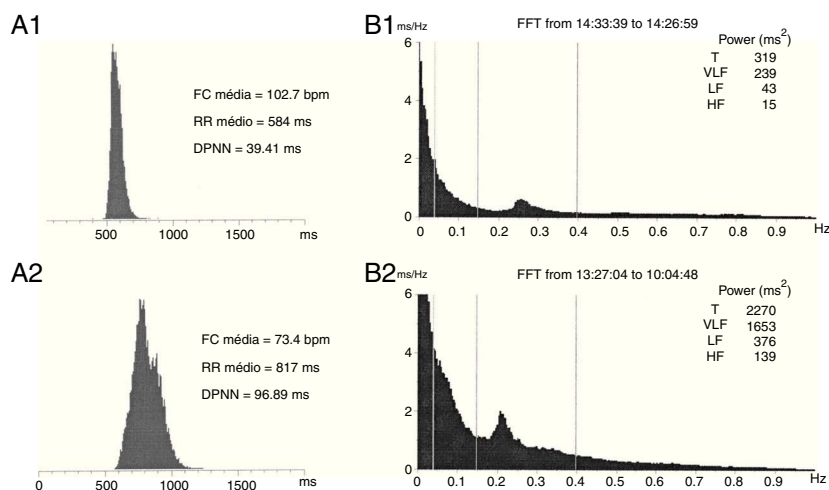 A1
FC média = 102.7 bpm
RR médio = 584 ms
DPNN = 39.41 ms
500 1000 1500
ms
B1 ms/Hz FFT from 14:33:39 to 14:26:59
Power (ms²)
T 319
VLF 239
LF 43
HF 15
6
4
2
0
0 0.1 0.2 0.3 0.4 0.5 0.6 0.7 0.8 0.9 Hz
A2
FC média = 73.4 bpm
RR médio = 817 ms
DPNN = 96.89 ms
0 500 1000 1500 ms
B2 ms/Hz FFT from 13:27:04 to 10:04:48
Power (ms²)
T 2270
VLF 1653
LF 376
HF 139
6
4
2
0
0 0.1 0.2 0.3 0.4 0.5 0.6 0.7 0.8 0.9 Hz